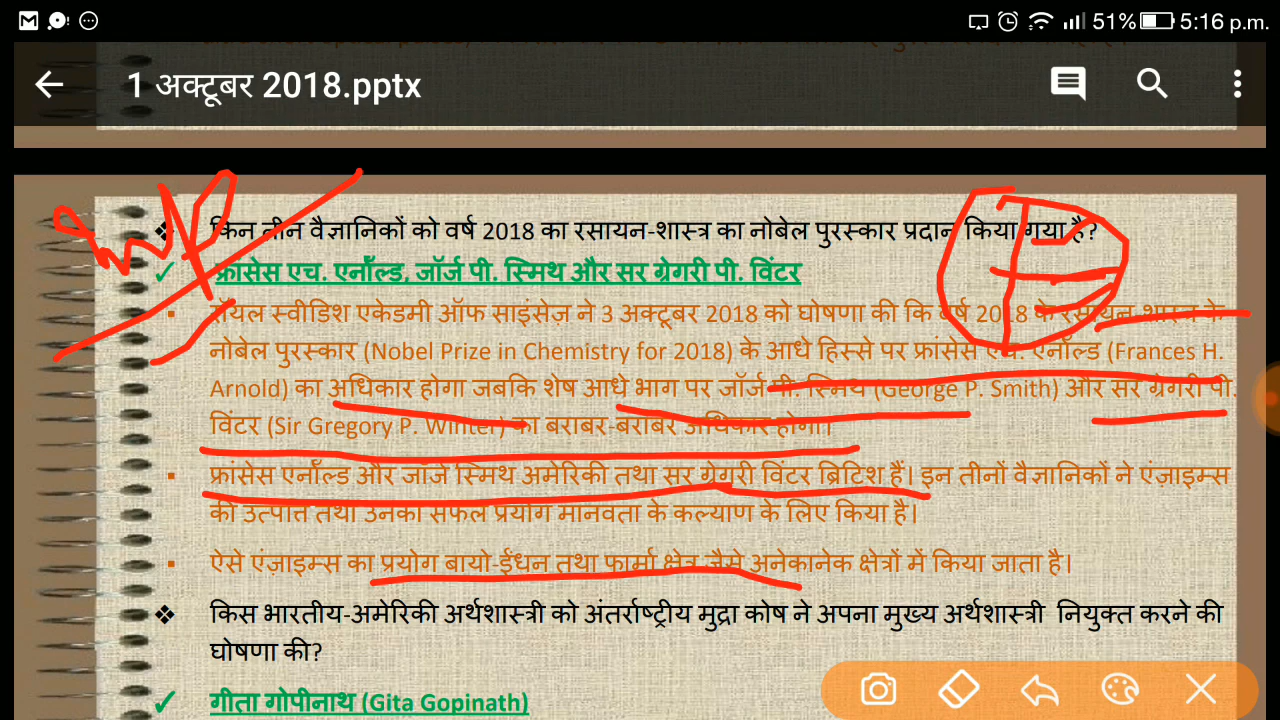 51% 5:16 p.m.
1 अक्टूबर 2018.pptx
किन तीन वैज्ञानिकों को वर्ष 2018 का रसायन-शास्त्र का नोबेल पुरस्कार प्रदान किया गया है?
फ्रांसेस एच. एर्नॉल्ड, जॉर्ज पी. स्मिथ और सर ग्रेगरी पी. विंटर
रॉयल स्वीडिश एकेडमी ऑफ साइंसेज़ ने 3 अक्टूबर 2018 को घोषणा की कि वर्ष 2018 के रसायन-शास्त्र के
नोबेल पुरस्कार (Nobel Prize in Chemistry for 2018) के आधे हिस्से पर फ्रांसेस एच. एर्नॉल्ड (Frances H.
Arnold) का अधिकार होगा जबकि शेष आधे भाग पर जॉर्ज पी. स्मिथ (George P. Smith) और सर ग्रेगरी पी.
विंटर (Sir Gregory P. Winter) का बराबर-बराबर अधिकार होगा।
फ्रांसेस एर्नॉल्ड और जॉर्ज स्मिथ अमेरिकी तथा सर ग्रेगरी विंटर ब्रिटिश हैं। इन तीनों वैज्ञानिकों ने एंज़ाइम्स
की उत्पत्ति तथा उनका सफल प्रयोग मानवता के कल्याण के लिए किया है।
ऐसे एंज़ाइम्स का प्रयोग बायो-ईंधन तथा फार्मा क्षेत्र जैसे अनेकानेक क्षेत्रों में किया जाता है।
किस भारतीय-अमेरिकी अर्थशास्त्री को अंतर्राष्ट्रीय मुद्रा कोष ने अपना मुख्य अर्थशास्त्री नियुक्त करने की
घोषणा की?
गीता गोपीनाथ (Gita Gopinath)